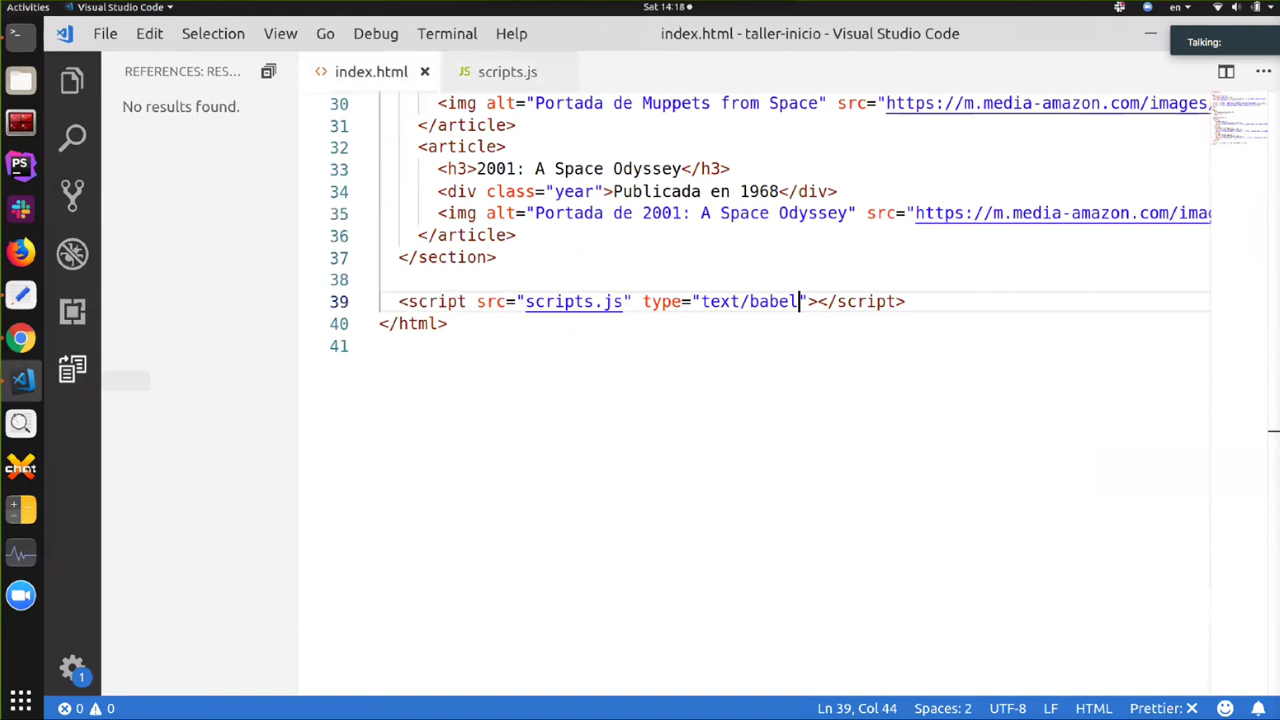 Activities Visual Studio Code Sat 14:18 en
File Edit Selection View Go Debug Terminal Help index.html - taller-inicio - Visual Studio Code
Talking:
REFERENCES: RES... index.html scripts.js
No results found.
30 <img alt="Portada de Muppets from Space" src="https://m.media-amazon.com/images/
31 </article>
32 <article>
33 <h3>2001: A Space Odyssey</h3>
34 <div class="year">Publicada en 1968</div>
35 <img alt="Portada de 2001: A Space Odyssey" src="https://m.media-amazon.com/imag
36 </article>
37 </section>
38
39 <script src="scripts.js" type="text/babel"></script>
40 </html>
41
PS
chat
1
0 0 Ln 39, Col 44 Spaces: 2 UTF-8 LF HTML Prettier: ✕